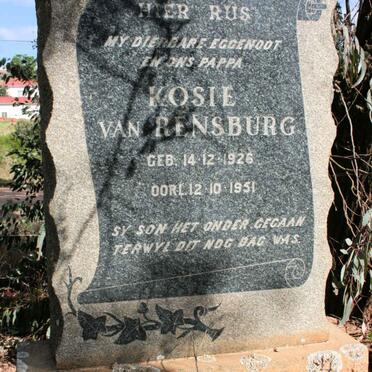 HIER RUS
MY DIERBARE EGGENOOT
EN ONS PAPPA
KOSIE
VAN RENSBURG
GEB. 14-12-1926
OORL. 12-10-1951
SY SON HET ONDER GEGAAN
TERWYL DIT NOG DAG WAS.